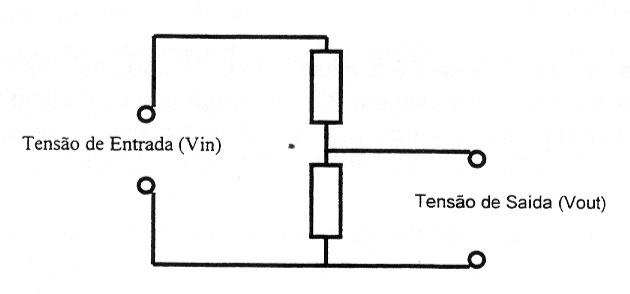 Tensão de Entrada (Vin)
Tensão de Saida (Vout)